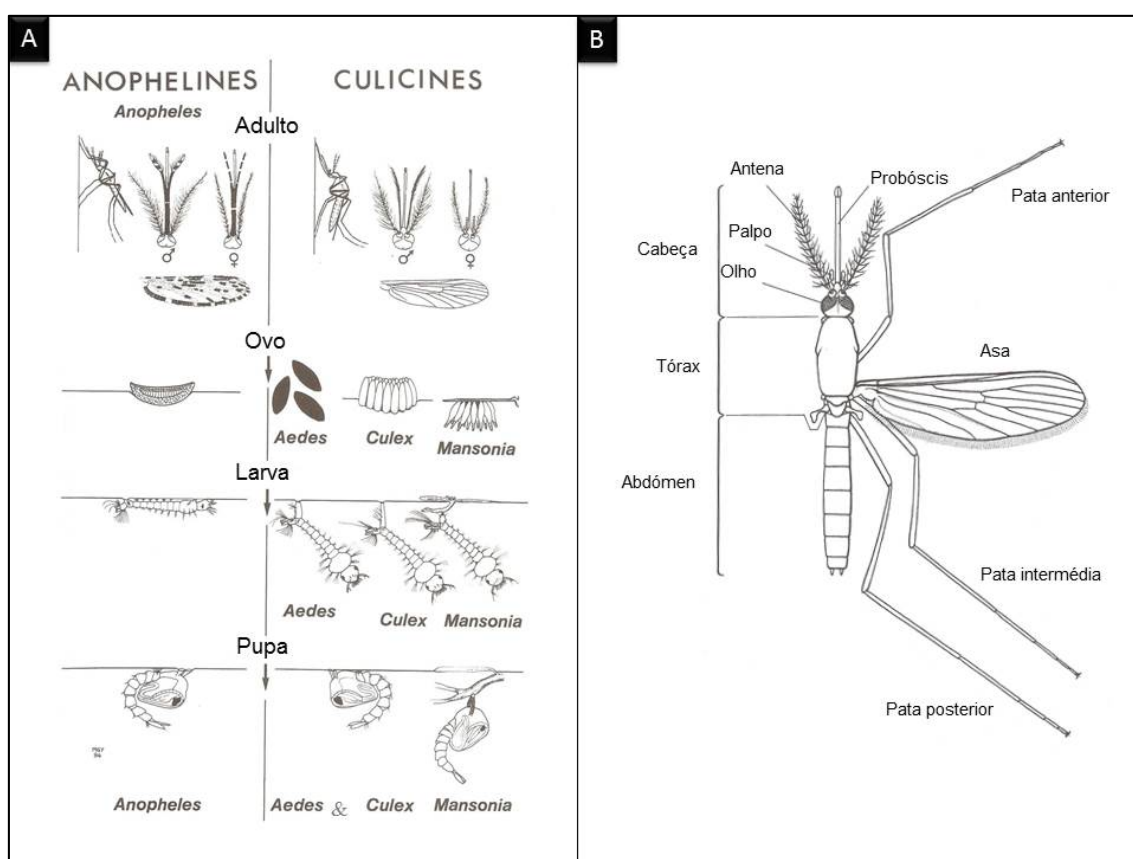 A
ANOPHELINES
CULICINES
Anopheles
Adulto
♂ ♀
♂ ♀
Ovo
Aedes
Culex
Mansonia
Larva
Aedes
Culex
Mansonia
Pupa
Anopheles
Aedes & Culex
Mansonia
B
Antena
Probóscis
Pata anterior
Palpo
Cabeça
Olho
Tórax
Asa
Abdómen
Pata intermédia
Pata posterior